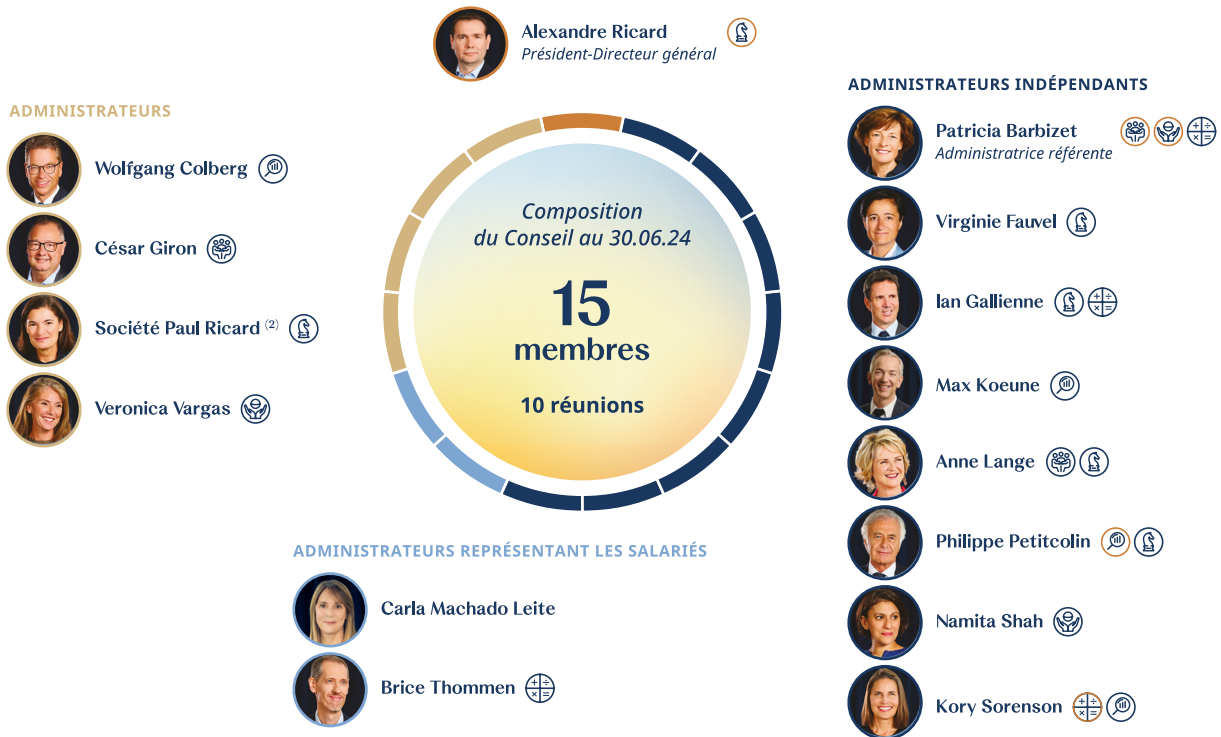 Alexandre Ricard
Président-Directeur général
ADMINISTRATEURS
Wolfgang Colberg
César Giron
Société Paul Ricard (2)
Veronica Vargas
Composition
du Conseil au 30.06.24
15
membres
10 réunions
ADMINISTRATEURS REPRÉSENTANT LES SALARIÉS
Carla Machado Leite
Brice Thommen
ADMINISTRATEURS INDÉPENDANTS
Patricia Barbizet
Administratrice référente
Virginie Fauvel
Ian Gallienne
Max Koeune
Anne Lange
Philippe Petitcolin
Namita Shah
Kory Sorenson